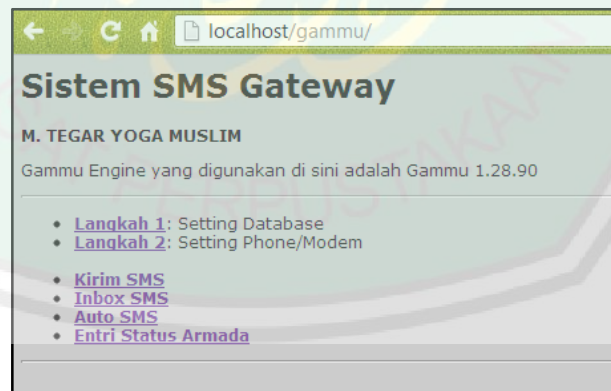 localhost/gammu/
Sistem SMS Gateway
M. TEGAR YOGA MUSLIM
Gammu Engine yang digunakan di sini adalah Gammu 1.28.90
Langkah 1: Setting Database
Langkah 2: Setting Phone/Modem
Kirim SMS
Inbox SMS
Auto SMS
Entri Status Armada
PERPUSTAKAAN